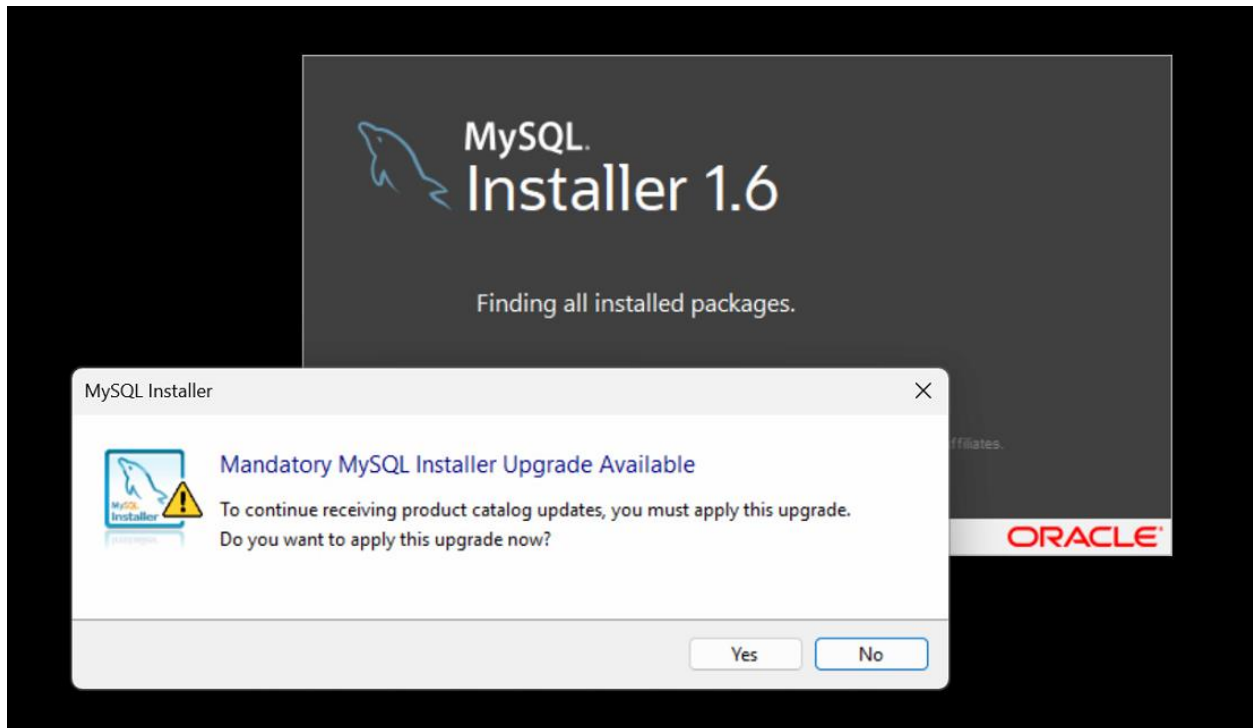 MySQL.
Installer 1.6
Finding all installed packages.
MySQL Installer
ffiliates.
MySQL
Installer
Mandatory MySQL Installer Upgrade Available
To continue receiving product catalog updates, you must apply this upgrade.
Do you want to apply this upgrade now?
ORACLE
Yes
No